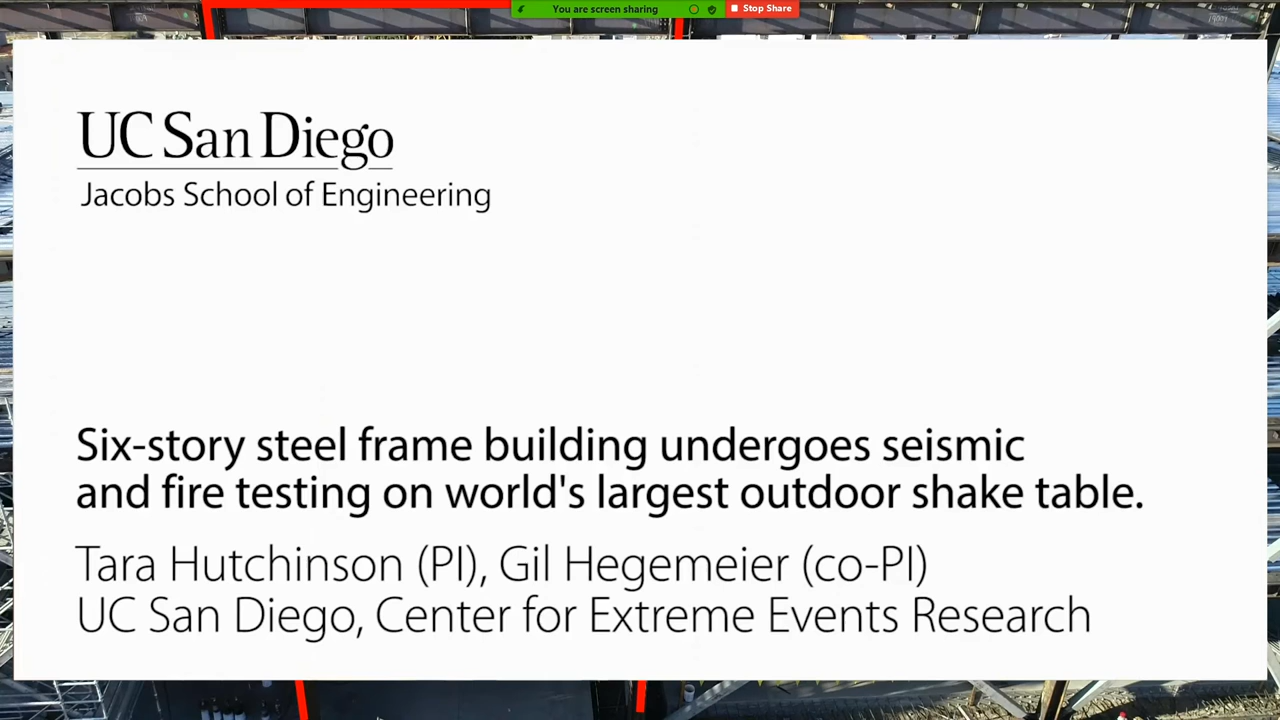 You are screen sharing
Stop Share
UC San Diego
Jacobs School of Engineering
Six-story steel frame building undergoes seismic
and fire testing on world's largest outdoor shake table.
Tara Hutchinson (PI), Gil Hegemeier (co-PI)
UC San Diego, Center for Extreme Events Research